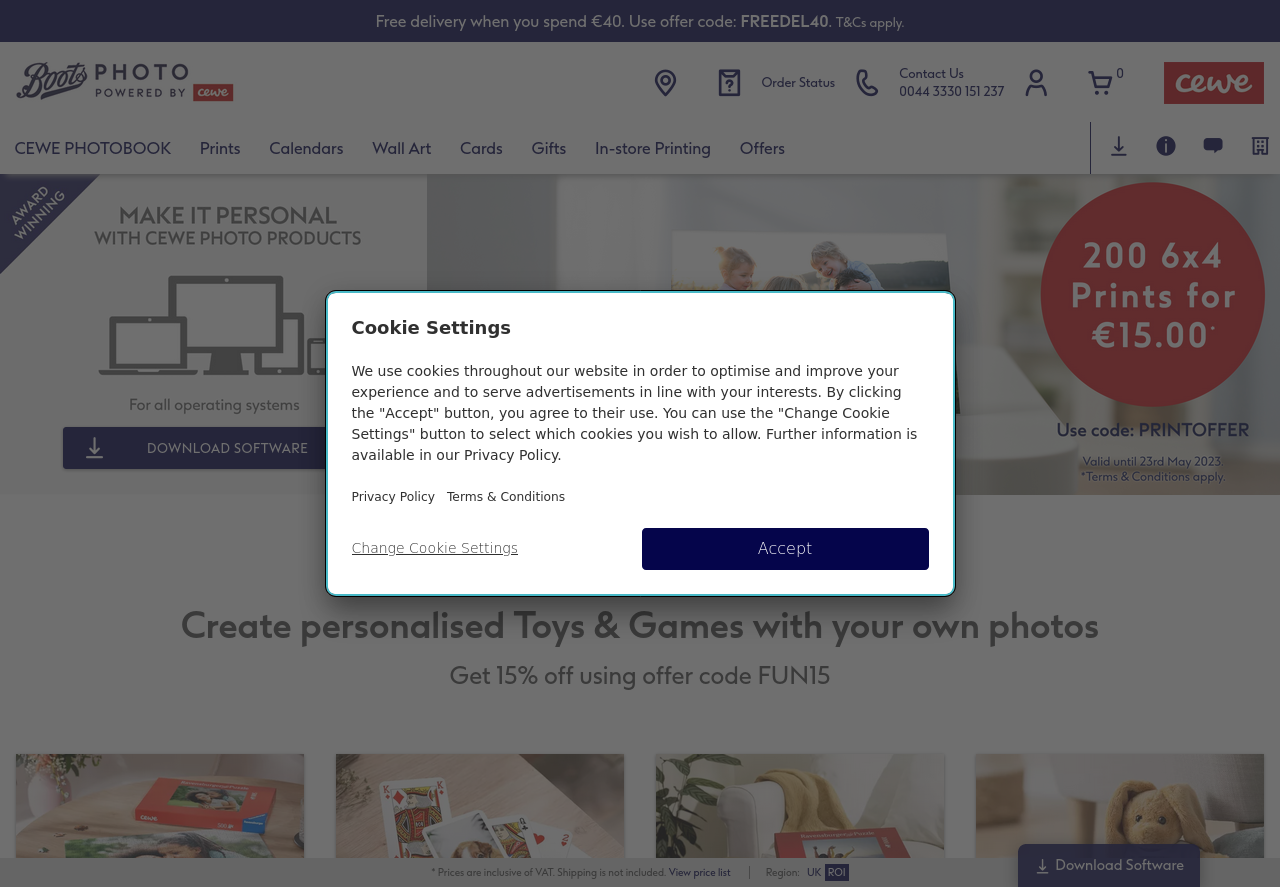 Free delivery when you spend €40. Use offer code: FREEDEL40. T&Cs apply.
Boots PHOTO
POWERED BY cewe
Order Status
Contact Us
0044 3330 151 237
0
cewe
CEWE PHOTOBOOK Prints Calendars Wall Art Cards Gifts In-store Printing Offers
AWARD
WINNING
MAKE IT PERSONAL
WITH CEWE PHOTO PRODUCTS
For all operating systems
DOWNLOAD SOFTWARE
200 6x4
Prints for
€15.00*
Use code: PRINTOFFER
Valid until 23rd May 2023.
*Terms & Conditions apply.
Cookie Settings
We use cookies throughout our website in order to optimise and improve your
experience and to serve advertisements in line with your interests. By clicking
the "Accept" button, you agree to their use. You can use the "Change Cookie
Settings" button to select which cookies you wish to allow. Further information is
available in our Privacy Policy.
Privacy Policy Terms & Conditions
Change Cookie Settings
Accept
Create personalised Toys & Games with your own photos
Get 15% off using offer code FUN15
Download Software
* Prices are inclusive of VAT. Shipping is not included. View price list
Region: UK ROI